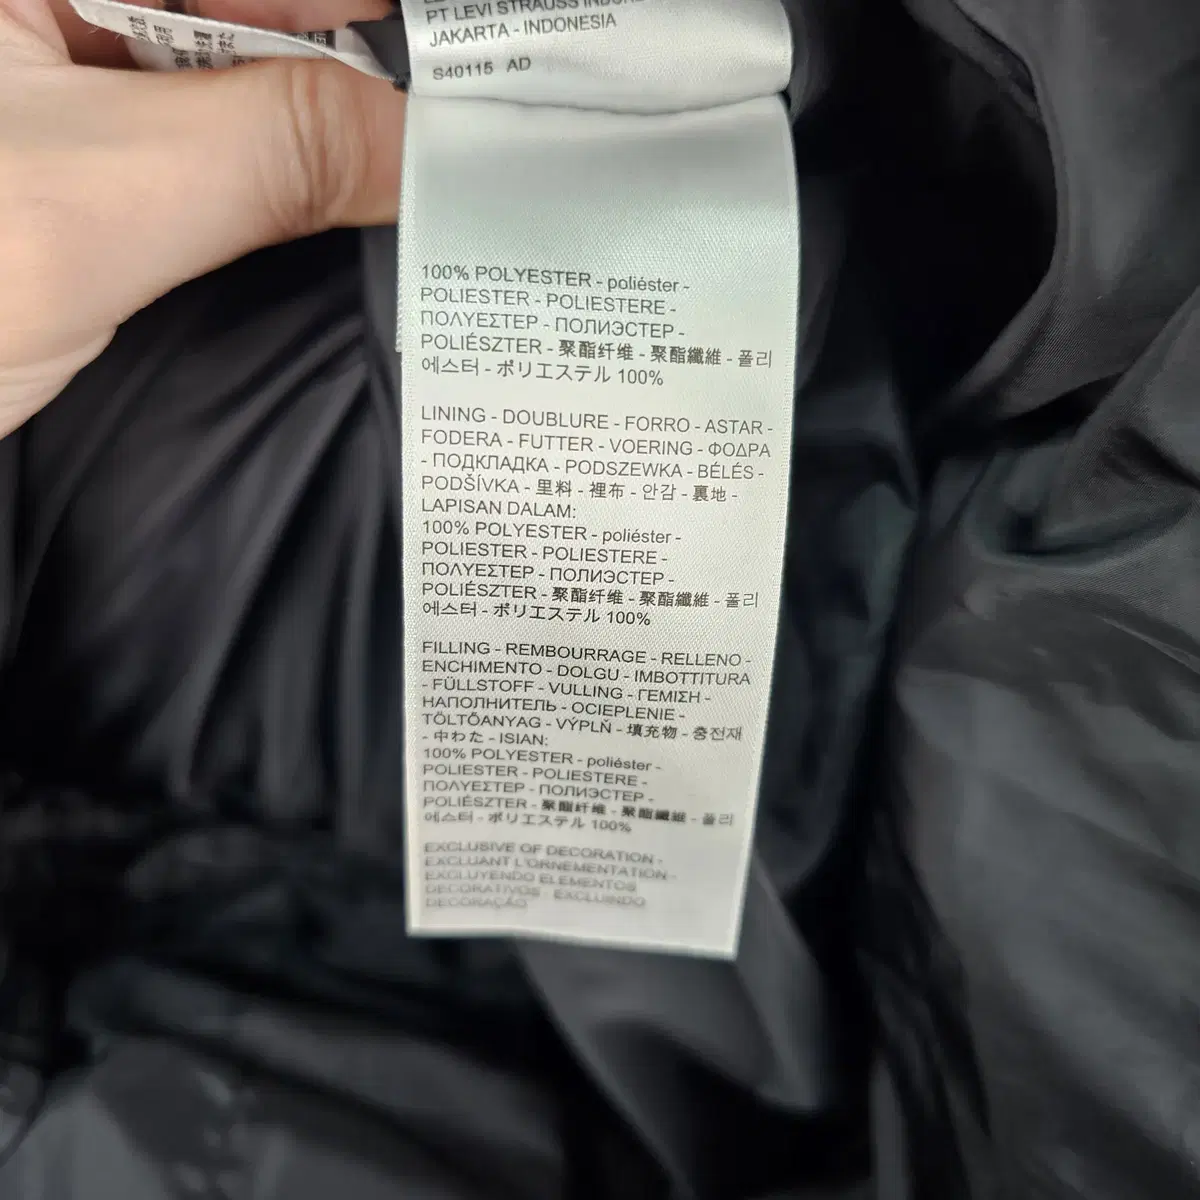 PT LEVI STRAUSS
JAKARTA - INDONESIA
S40115 AD
100% POLYESTER - poliéster -
POLIESTER - POLIESTERE -
ΠΟΛΥΕΣΤΕΡ - ПОЛИЭСТЕР -
POLIÉSZTER - 聚酯纤维 - 聚酯纖維 - 폴리
에스터 - ポリエステル 100%
LINING - DOUBLURE - FORRO - ASTAR -
FODERA - FUTTER - VOERING - ΦΟΔΡΑ
- ПОДКЛАДКА - PODSZEWKA - BÉLÉS -
PODŠÍVKA - 里料 - 裡布 - 안감 - 裏地 -
LAPISAN DALAM:
100% POLYESTER - poliéster -
POLIESTER - POLIESTERE -
ΠΟΛΥΕΣΤΕΡ - ПОЛИЭСТЕР -
POLIÉSZTER - 聚酯纤维 - 聚酯纖維 - 폴리
에스터 - ポリエステル 100%
FILLING - REMBOURRAGE - RELLENO -
ENCHIMENTO - DOLGU - IMBOTTITURA
- FÜLLSTOFF - VULLING - ΓΕΜΙΣΗ -
НАПОЛНИТЕЛЬ - OCIEPLENIE -
TÖLTŐANYAG - VÝPLŇ - 填充物 - 충전재
- 中わた - ISIAN:
100% POLYESTER - poliéster -
POLIESTER - POLIESTERE -
ΠΟΛΥΕΣΤΕΡ - ПОЛИЭСТЕР -
POLIÉSZTER - 聚酯纤维 - 聚酯纖維 - 폴리
에스터 - ポリエステル 100%
EXCLUSIVE OF DECORATION -
EXCLUANT L'ORNEMENTATION -
EXCLUYENDO ELEMENTOS
DECORATIVOS - EXCLUINDO
DECORAÇÃO